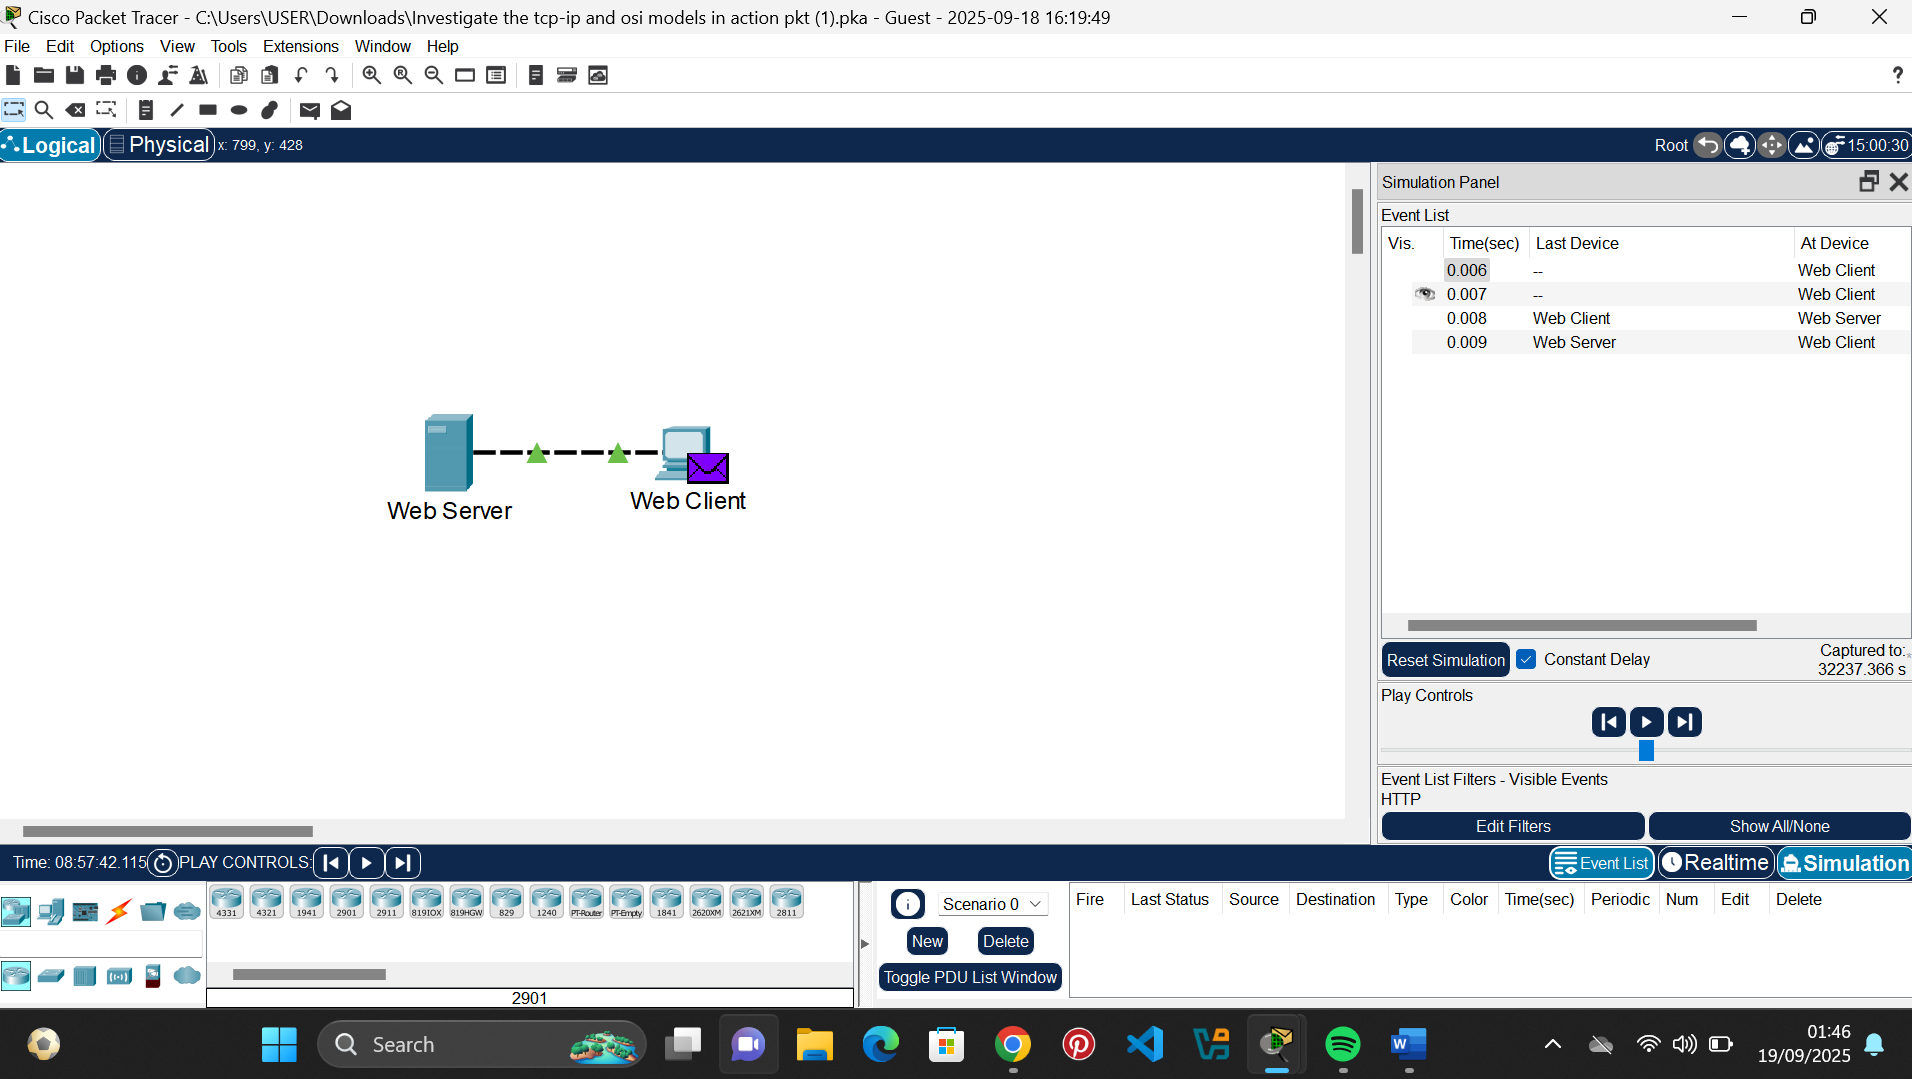 Cisco Packet Tracer - C:\Users\USER\Downloads\Investigate the tcp-ip and osi models in action pkt (1).pka - Guest - 2025-09-18 16:19:49
File Edit Options View Tools Extensions Window Help
?
Logical Physical x: 799, y: 428 Root 15:00:30
Simulation Panel
Event List
Vis. Time(sec) Last Device At Device
0.006 -- Web Client
0.007 -- Web Client
0.008 Web Client Web Server
0.009 Web Server Web Client
Web Server
Web Client
Reset Simulation Constant Delay Captured to:
32237.366 s
Play Controls
Event List Filters - Visible Events
HTTP
Edit Filters Show All/None
Time: 08:57:42.115 PLAY CONTROLS: Event List Realtime Simulation
4331 4321 1941 2901 2911 819IOX 819HGW 829 1240 PT-Router PT-Empty 1841 2620XM 2621XM 2811
2901
Scenario 0
New Delete
Toggle PDU List Window
Fire Last Status Source Destination Type Color Time(sec) Periodic Num Edit Delete
Search
01:46
19/09/2025